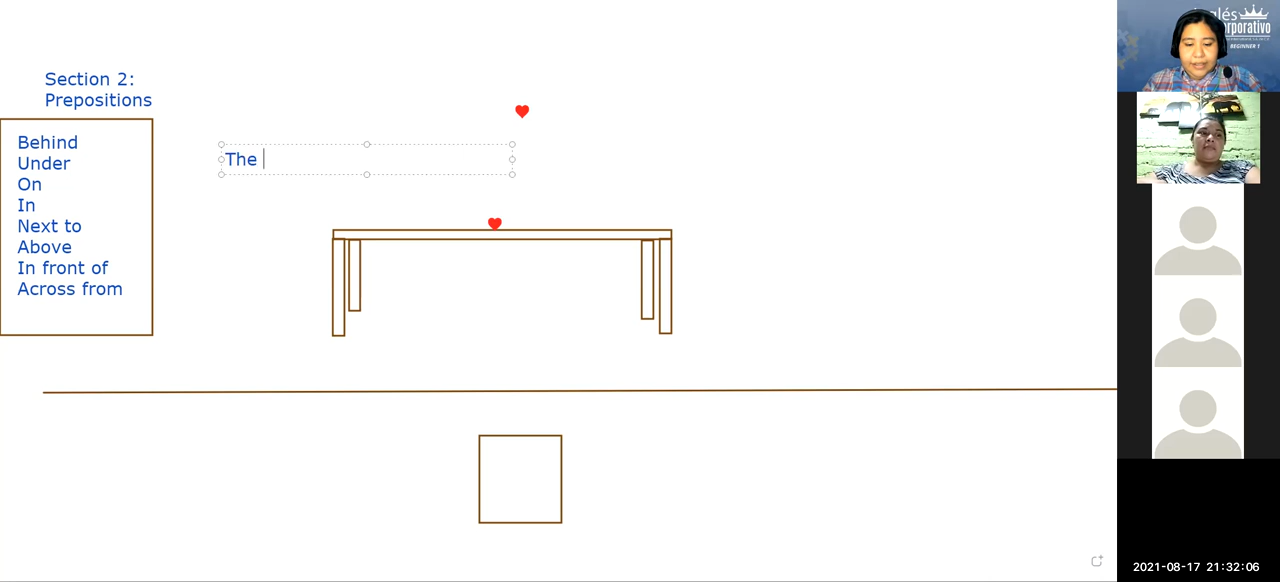 Section 2:
Prepositions
Behind
Under
On
In
Next to
Above
In front of
Across from
The
BEGINNER 1
2021-08-17 21:32:06